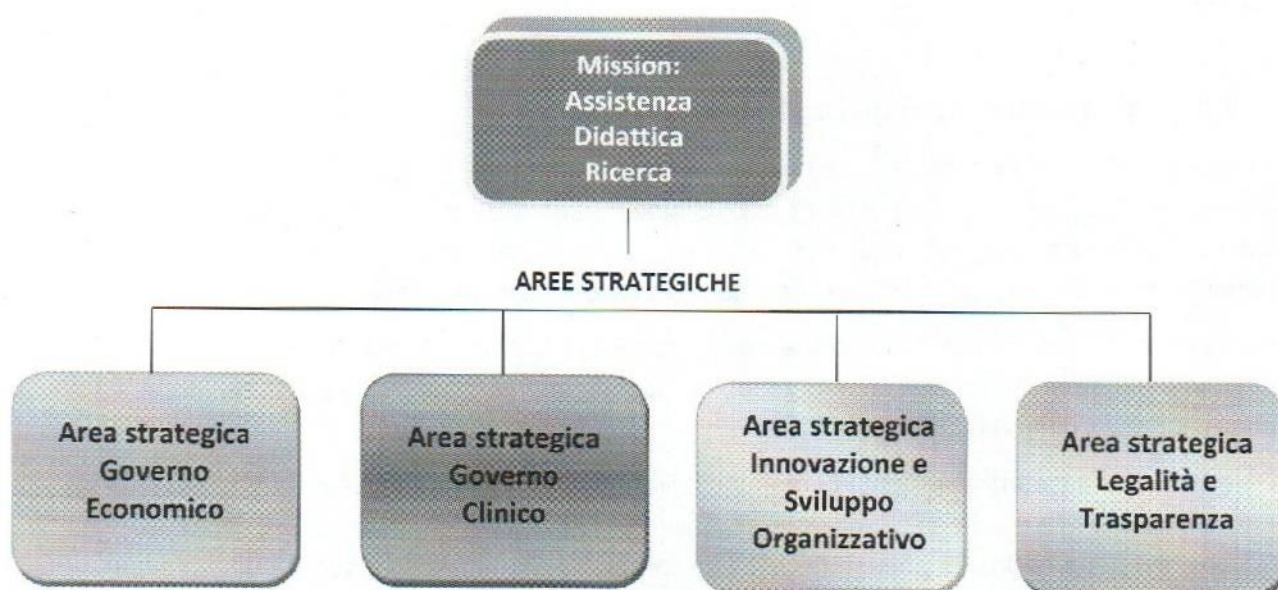 Mission:
Assistenza
Didattica
Ricerca
AREE STRATEGICHE
Area strategica
Governo
Economico
Area strategica
Governo
Clinico
Area strategica
Innovazione e
Sviluppo
Organizzativo
Area strategica
Legalità e
Trasparenza